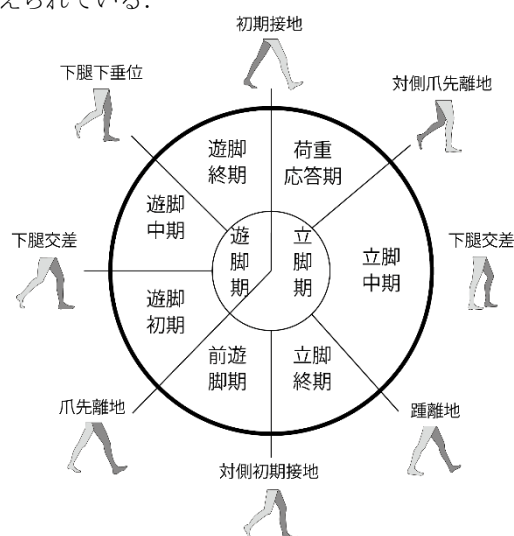 えられている.
初期接地
下腿下垂位
対側爪先離地
遊脚
終期
荷重
応答期
遊脚
中期
遊
脚
期
立
脚
期
立脚
中期
下腿交差
下腿交差
遊脚
初期
前遊
脚期
立脚
終期
爪先離地
踵離地
対側初期接地